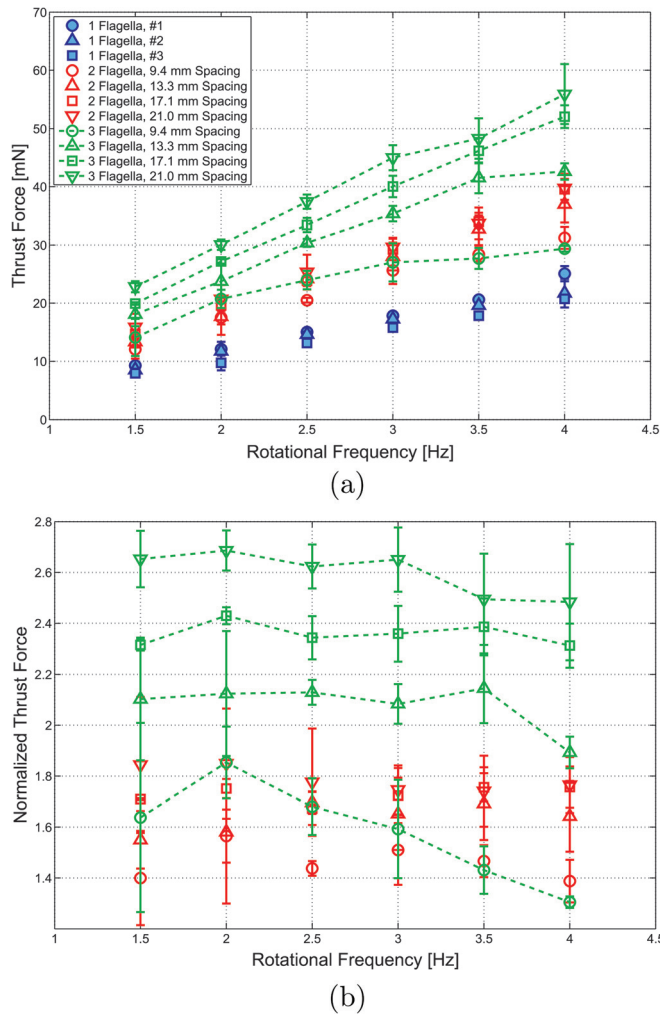 70
60
50
40
30
20
10
0
Thrust Force [mN]
1 Flagella, #1
1 Flagella, #2
1 Flagella, #3
2 Flagella, 9.4 mm Spacing
2 Flagella, 13.3 mm Spacing
2 Flagella, 17.1 mm Spacing
2 Flagella, 21.0 mm Spacing
3 Flagella, 9.4 mm Spacing
3 Flagella, 13.3 mm Spacing
3 Flagella, 17.1 mm Spacing
3 Flagella, 21.0 mm Spacing
1 1.5 2 2.5 3 3.5 4 4.5
Rotational Frequency [Hz]
(a)
2.8
2.6
2.4
2.2
2
1.8
1.6
1.4
Normalized Thrust Force
1 1.5 2 2.5 3 3.5 4 4.5
Rotational Frequency [Hz]
(b)